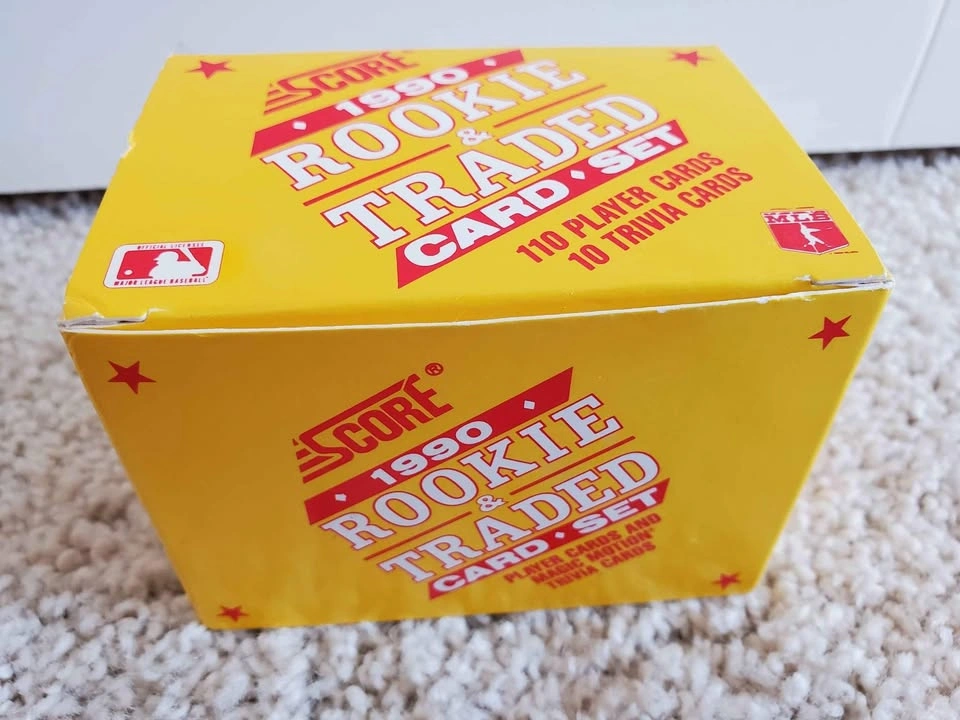 SCORE
1990
ROOKIE
&
TRADED
CARD • SET
110 PLAYER CARDS
10 TRIVIA CARDS
OFFICIAL LICENSEE
MAJOR LEAGUE BASEBALL
MLS
SCORE®
1990
ROOKIE
&
TRADED
CARD • SET
PLAYER CARDS AND
MAGIC MOTION®
TRIVIA CARDS